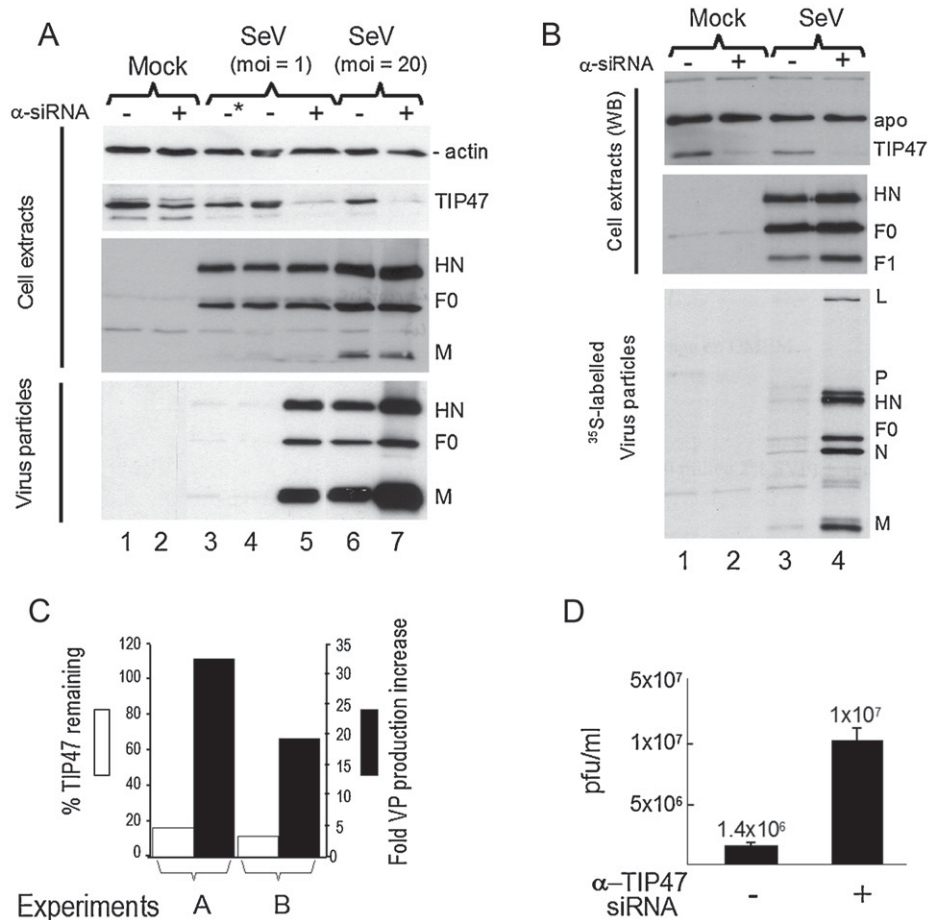 A
SeV SeV
Mock (moi = 1) (moi = 20)
α-siRNA - + -* - + - +
Cell extracts
- actin
TIP47
HN
F0
M
Virus particles
HN
F0
M
1 2 3 4 5 6 7
B
Mock SeV
α-siRNA - + - +
Cell extracts (WB)
apo
TIP47
HN
F0
F1
³⁵S-labelled
Virus particles
L
P
HN
F0
N
M
1 2 3 4
C
% TIP47 remaining
120
100
80
60
40
20
0
35
30
25
20
15
10
5
0
Fold VP production increase
Experiments A B
D
pfu/ml
5x10⁷
1x10⁷
5x10⁶
1.4x10⁶
1x10⁷
α–TIP47 - +
siRNA